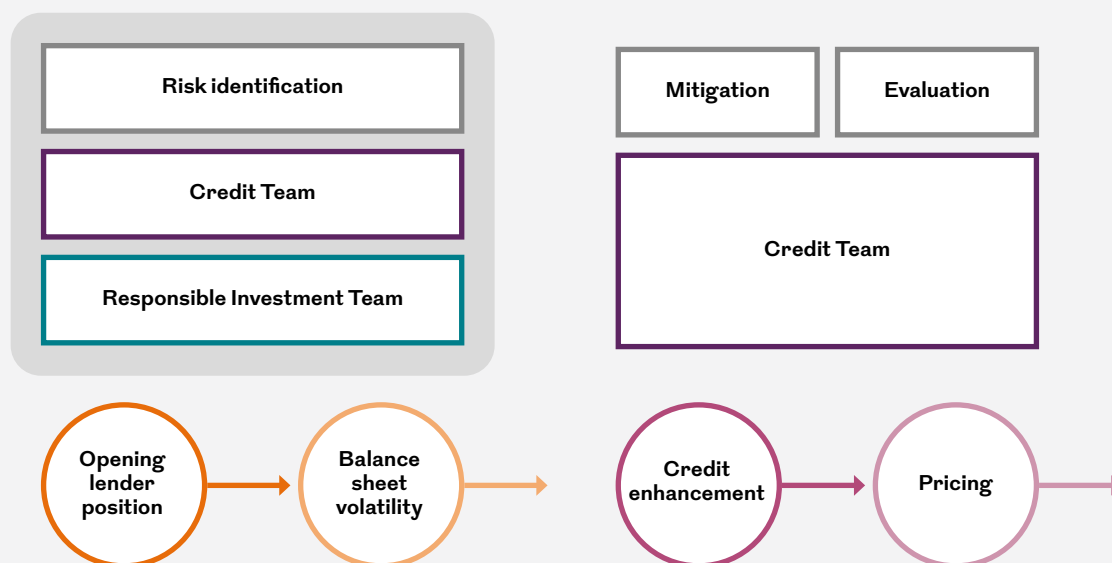 Risk identification
Credit Team
Responsible Investment Team
Mitigation
Evaluation
Credit Team
Opening
lender
position
Balance
sheet
volatility
Credit
enhancement
Pricing